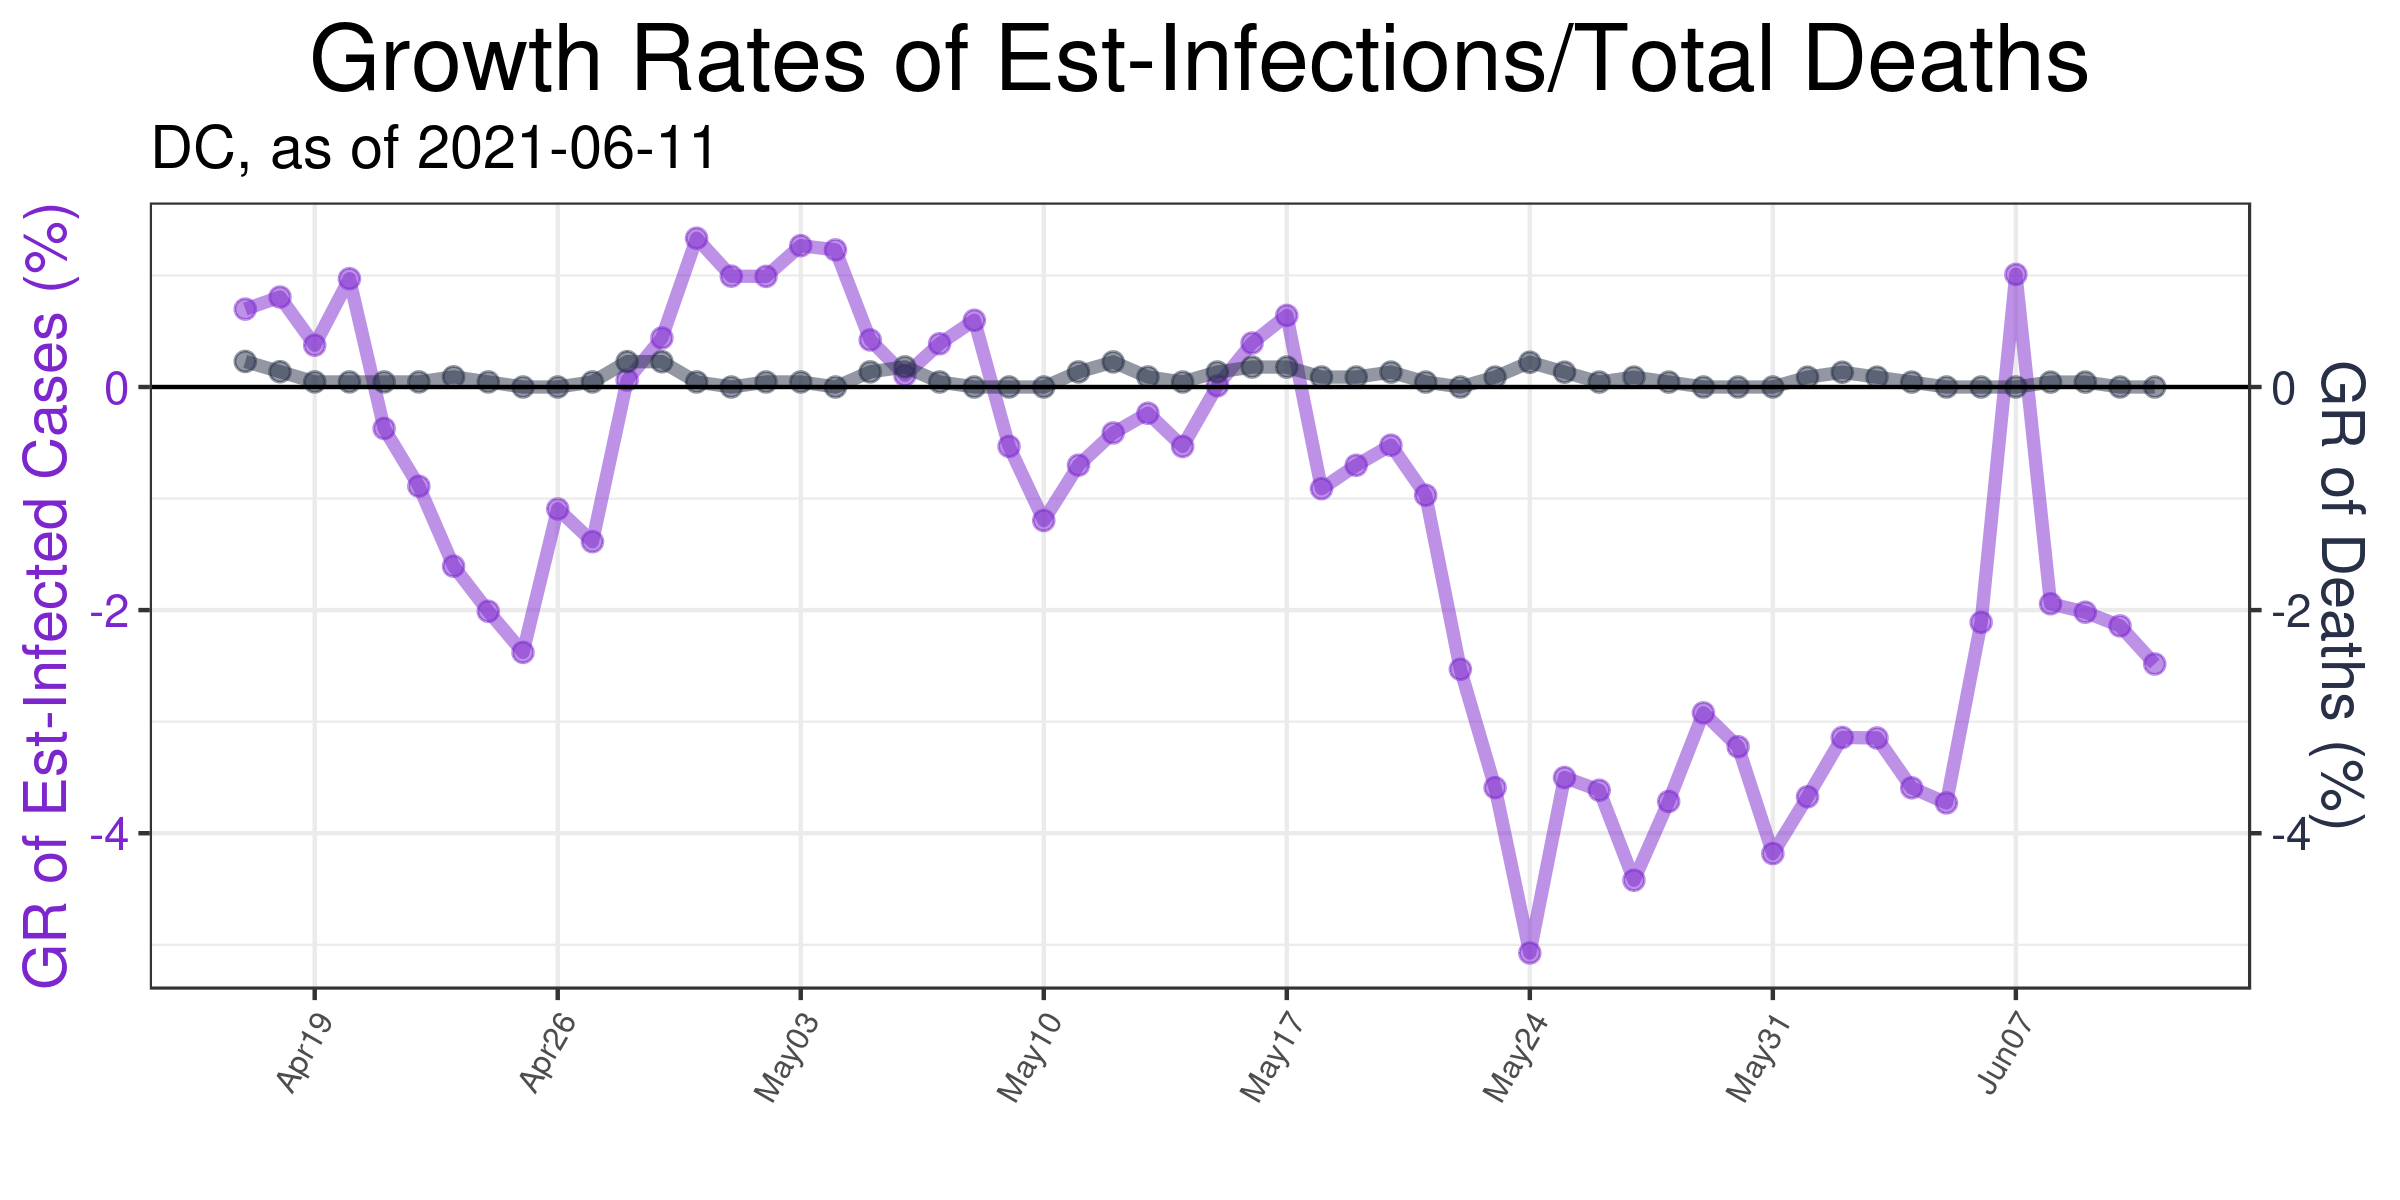 Growth Rates of Est-Infections/Total Deaths
DC, as of 2021-06-11
GR of Est-Infected Cases (%)
0
-2
-4
0
-2
-4
GR of Deaths (%)
Apr19
Apr26
May03
May10
May17
May24
May31
Jun07